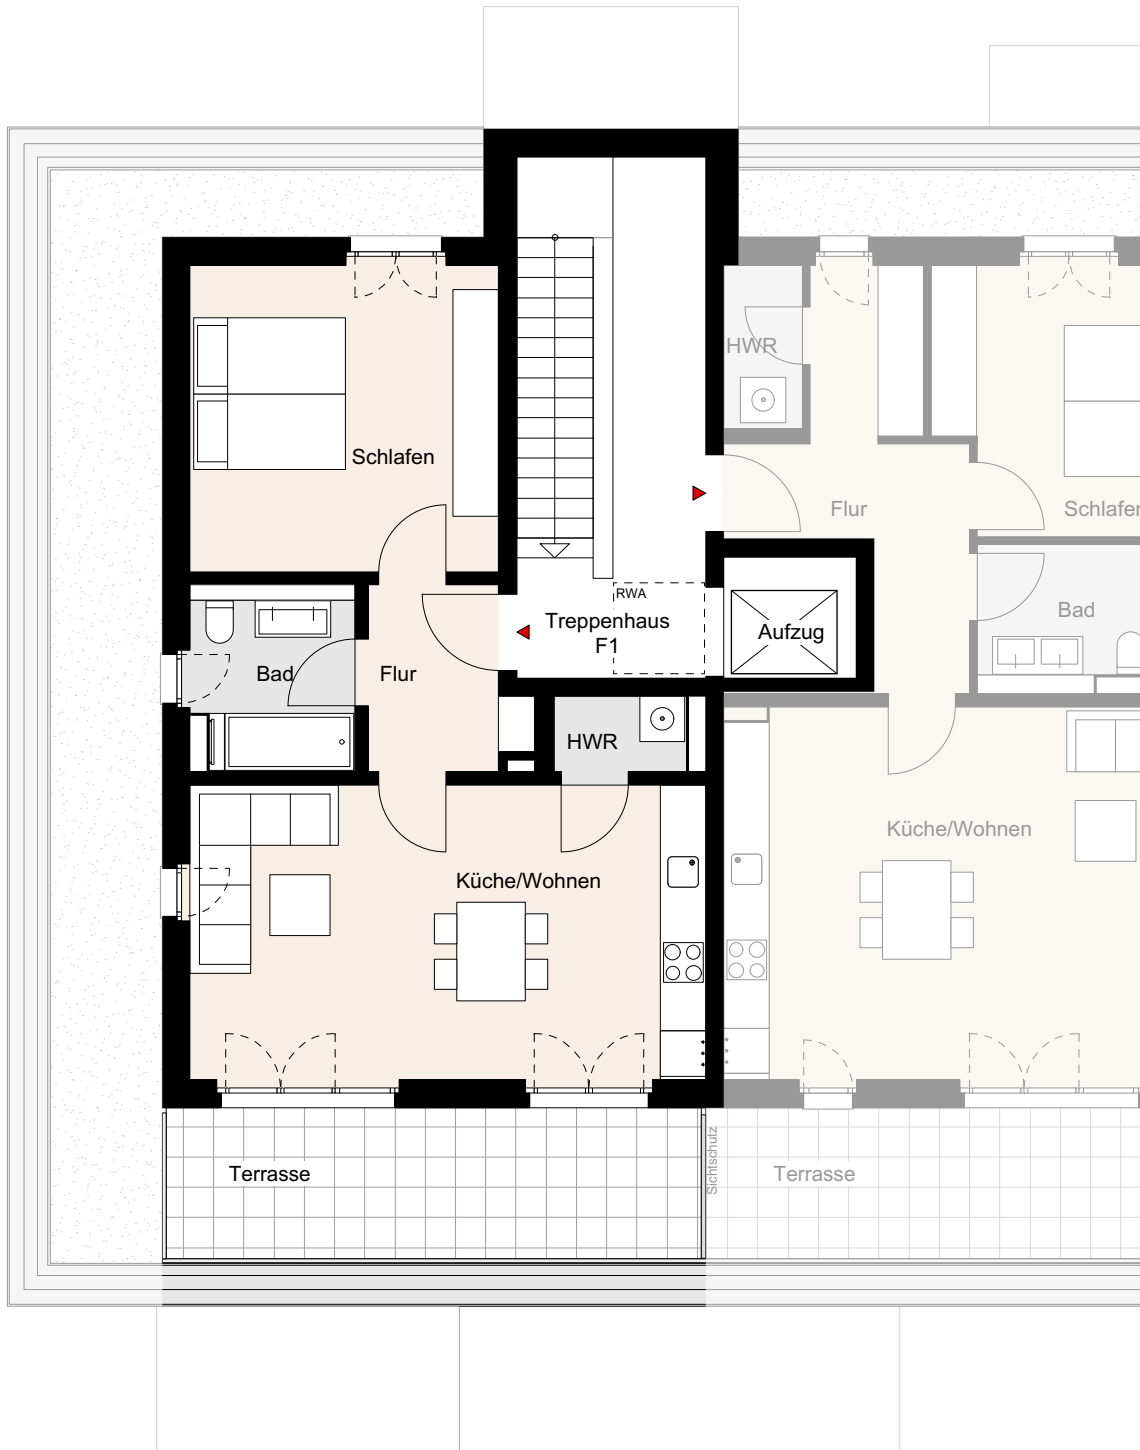 HWR
Schlafen
Flur
Schlafen
RWA
Treppenhaus
F1
Aufzug
Bad
Bad
Flur
HWR
Küche/Wohnen
Küche/Wohnen
Sichtschutz
Terrasse
Terrasse